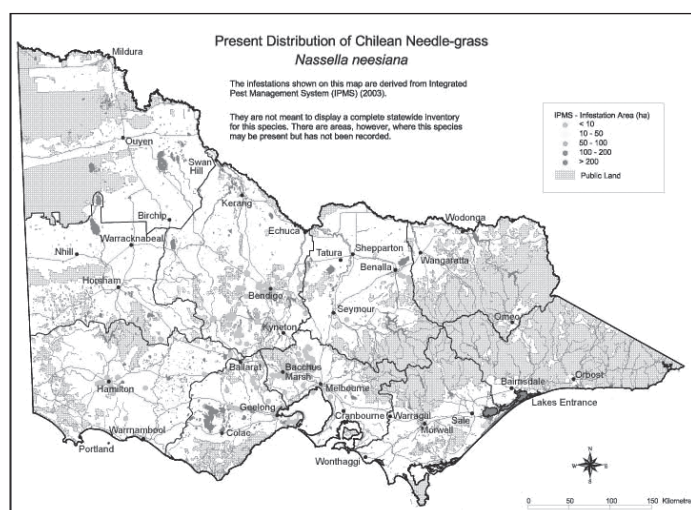 Present Distribution of Chilean Needle-grass
Nassella neesiana
The infestations shown on this map are derived from Integrated
Pest Management System (IPMS) (2003).
They are not meant to display a complete statewide inventory
for this species. There are areas, however, where this species
may be present but has not been recorded.
IPMS - Infestation Area (ha)
< 10
10 - 50
50 - 100
100 - 200
> 200
Public Land
Mildura
Ouyen
Swan
Hill
Kerang
Birchip
Echuca
Wodonga
Nhill
Warracknabeal
Tatura
Shepparton
Wangaratta
Benalla
Horsham
Bendigo
Seymour
Omeo
Kyneton
Ballarat
Bacchus
Marsh
Hamilton
Melbourne
Bairnsdale
Orbost
Lakes Entrance
Geelong
Cranbourne
Warragal
Sale
Morwell
Warrnambool
Colac
Portland
Wonthaggi
N
W
E
S
0 50 100 150 Kilometre